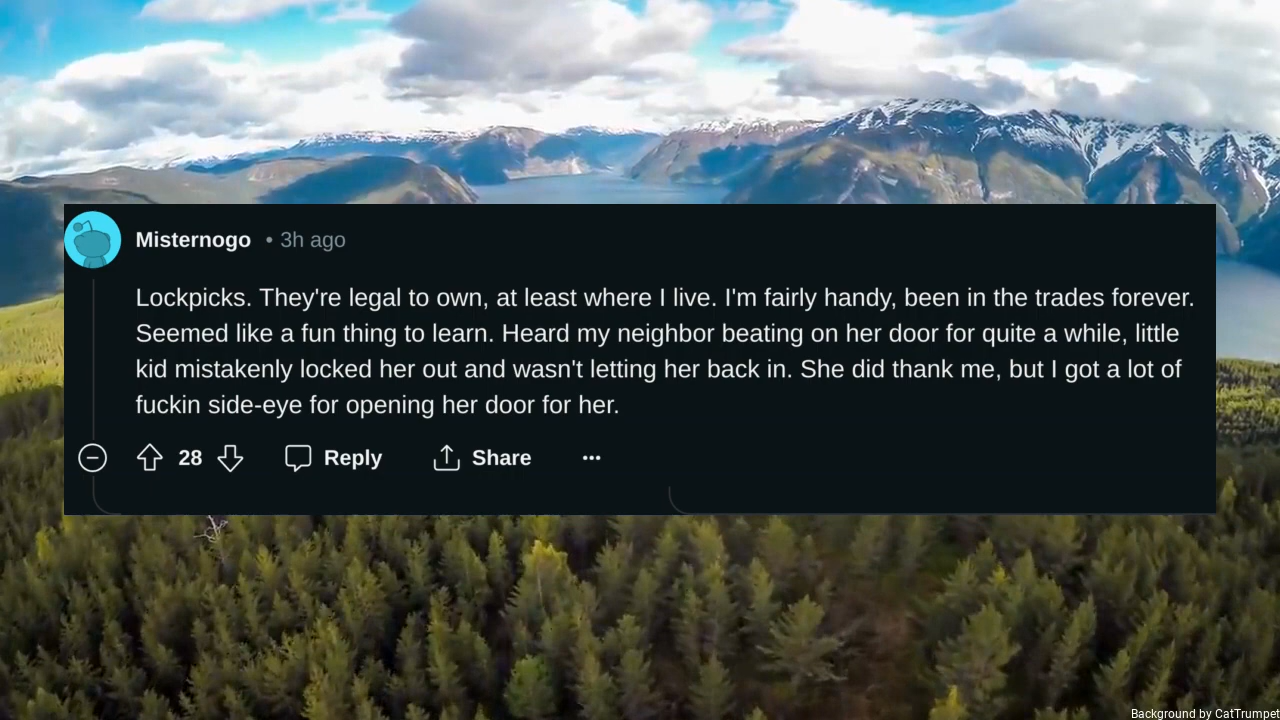 Misternogo • 3h ago
Lockpicks. They're legal to own, at least where I live. I'm fairly handy, been in the trades forever.
Seemed like a fun thing to learn. Heard my neighbor beating on her door for quite a while, little
kid mistakenly locked her out and wasn't letting her back in. She did thank me, but I got a lot of
fuckin side-eye for opening her door for her.
28 Reply Share ···
Background by CatTrumpet